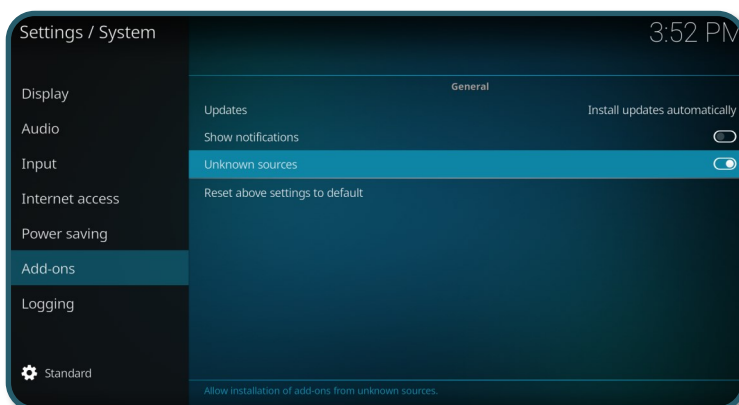 Settings / System
3:52 PM
Display
Audio
Input
Internet access
Power saving
Add-ons
Logging
Standard
General
Updates Install updates automatically
Show notifications
Unknown sources
Reset above settings to default
Allow installation of add-ons from unknown sources.